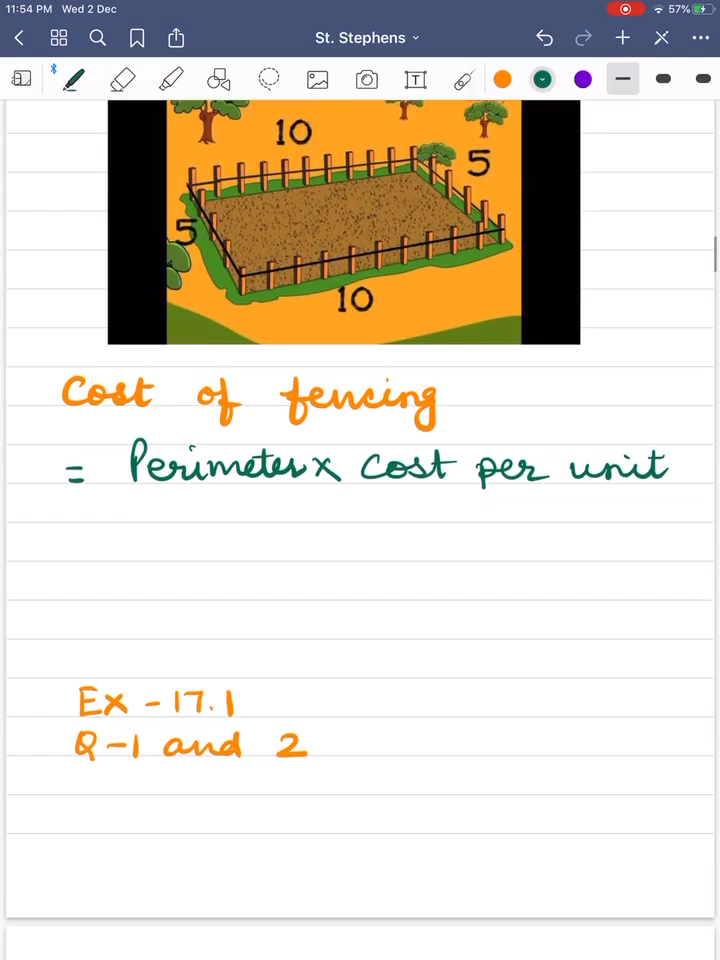 11:54 PM Wed 2 Dec
57%
St. Stephens
T
10
5
5
10
Cost of fencing
= Perimeter x cost per unit
Ex - 17.1
Q - 1 and 2